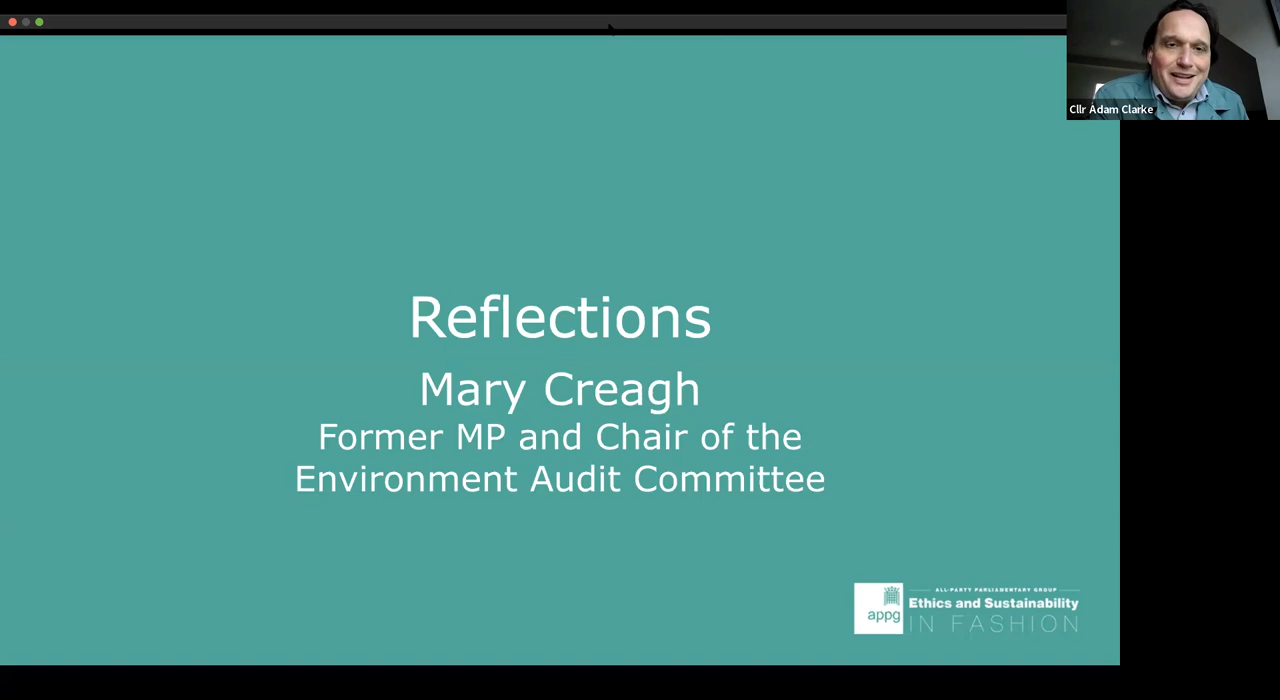 Cllr Adam Clarke
Reflections
Mary Creagh
Former MP and Chair of the
Environment Audit Committee
appg
ALL-PARTY PARLIAMENTARY GROUP
Ethics and Sustainability
IN FASHION